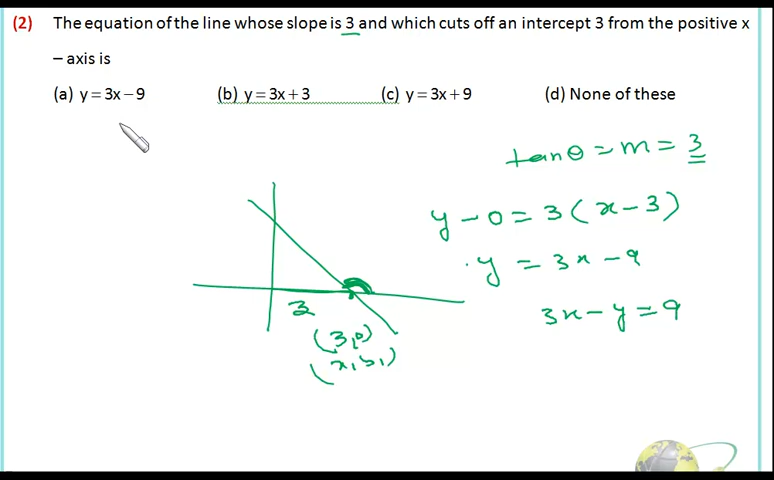 (2) The equation of the line whose slope is 3 and which cuts off an intercept 3 from the positive x
– axis is
(a) y = 3x – 9 (b) y = 3x + 3 (c) y = 3x + 9 (d) None of these
tanθ = m = 3
y - 0 = 3 ( x - 3 )
y = 3x - 9
3x - y = 9
3
(3,0)
(x1, y1)